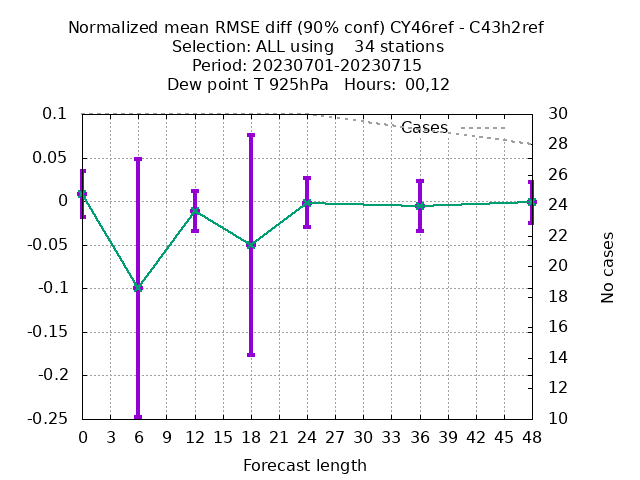 Normalized mean RMSE diff (90% conf) CY46ref - C43h2ref
Selection: ALL using    34 stations
Period: 20230701-20230715
Dew point T 925hPa   Hours:  00,12
Cases
0.1
0.05
0
-0.05
-0.1
-0.15
-0.2
-0.25
30
28
26
24
22
20
18
16
14
12
10
No cases
0 3 6 9 12 15 18 21 24 27 30 33 36 39 42 45 48
Forecast length